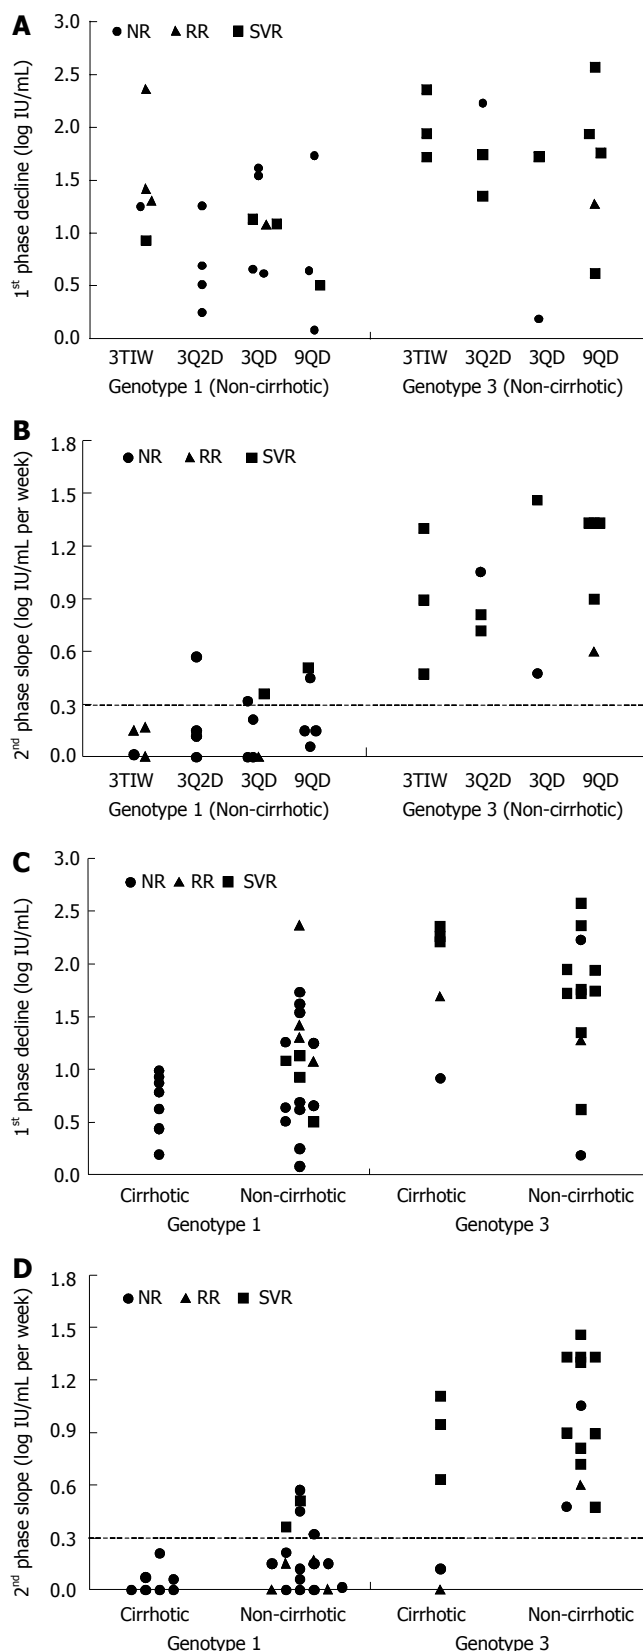 A
NR RR SVR
1st phase decline (log IU/mL)
3.0
2.5
2.0
1.5
1.0
0.5
0.0
3TIW 3Q2D 3QD 9QD 3TIW 3Q2D 3QD 9QD
Genotype 1 (Non-cirrhotic) Genotype 3 (Non-cirrhotic)
B
NR RR SVR
2nd phase slope (log IU/mL per week)
1.8
1.5
1.2
0.9
0.6
0.3
0.0
3TIW 3Q2D 3QD 9QD 3TIW 3Q2D 3QD 9QD
Genotype 1 (Non-cirrhotic) Genotype 3 (Non-cirrhotic)
C
NR RR SVR
1st phase decline (log IU/mL)
3.0
2.5
2.0
1.5
1.0
0.5
0.0
Cirrhotic Non-cirrhotic Cirrhotic Non-cirrhotic
Genotype 1 Genotype 3
D
NR RR SVR
2nd phase slope (log IU/mL per week)
1.8
1.5
1.2
0.9
0.6
0.3
0.0
Cirrhotic Non-cirrhotic Cirrhotic Non-cirrhotic
Genotype 1 Genotype 3